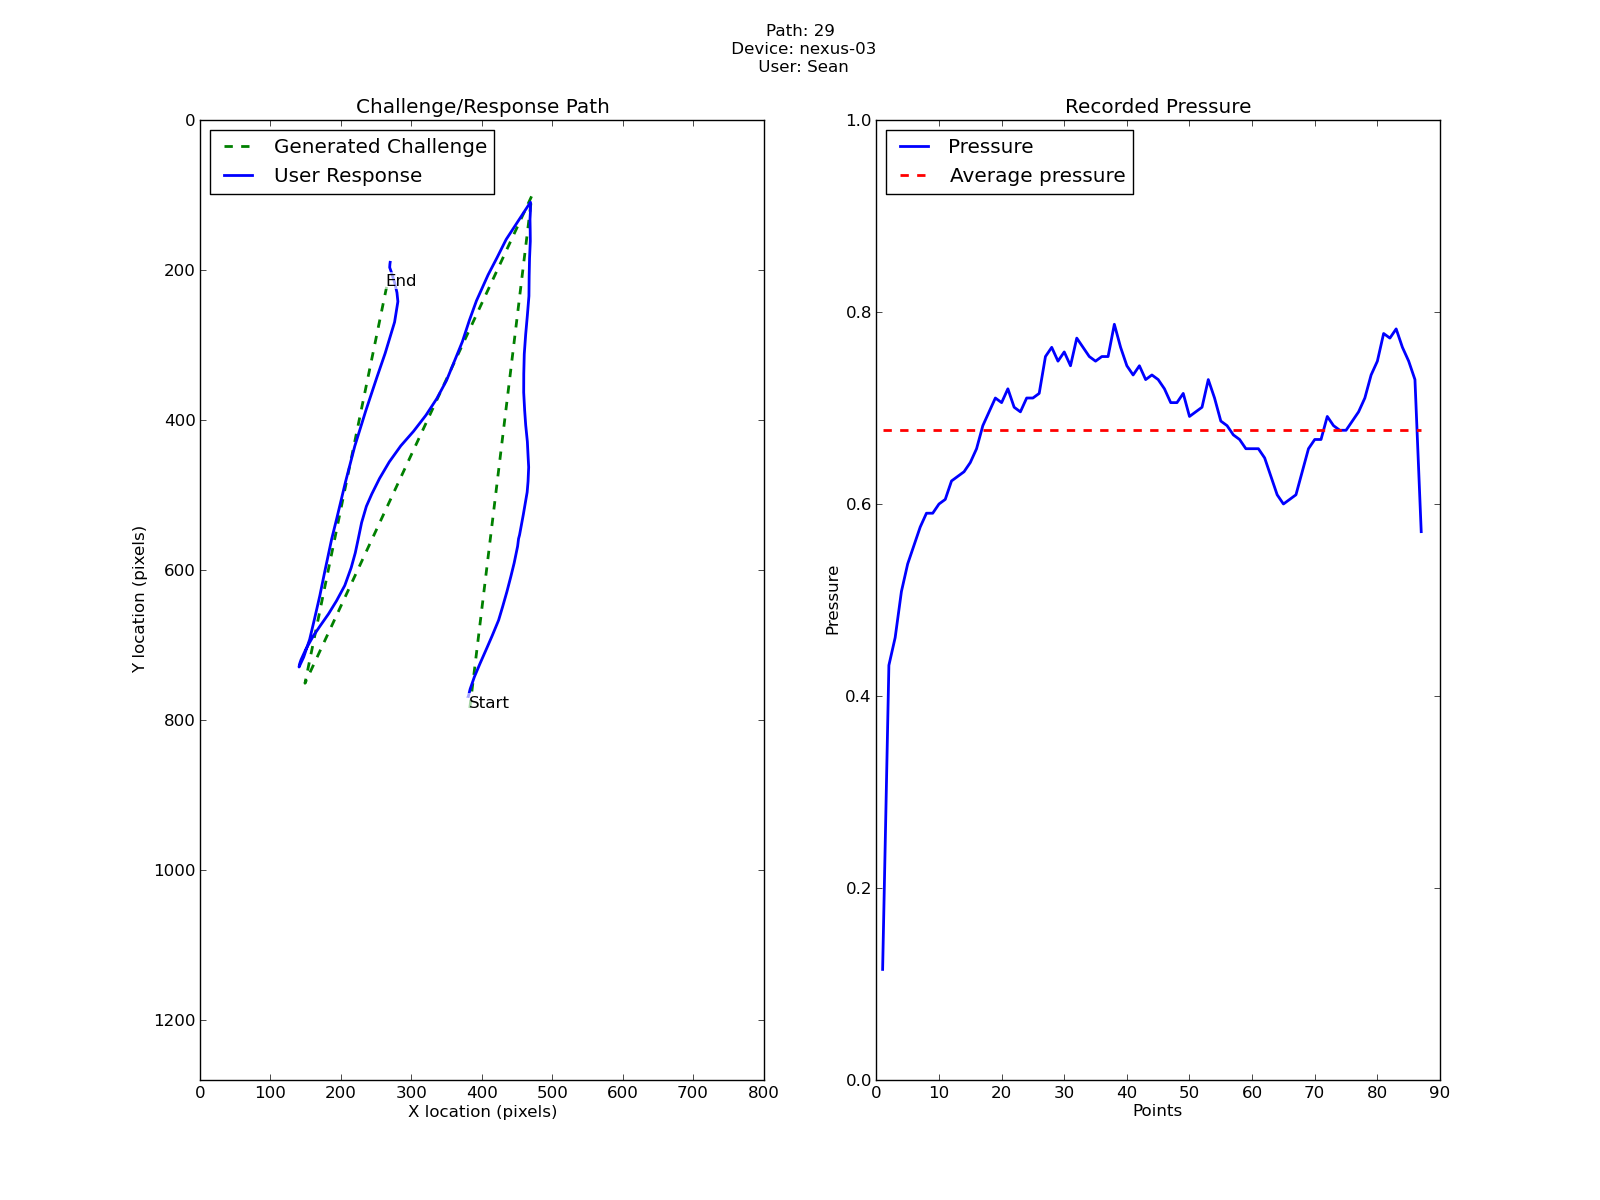 Path: 29
Device: nexus-03
User: Sean
Challenge/Response Path
Generated Challenge
User Response
End
Start
0
200
400
600
800
1000
1200
Y location (pixels)
0 100 200 300 400 500 600 700 800
X location (pixels)
Recorded Pressure
Pressure
Average pressure
1.0
0.8
0.6
0.4
0.2
0.0
Pressure
0 10 20 30 40 50 60 70 80 90
Points